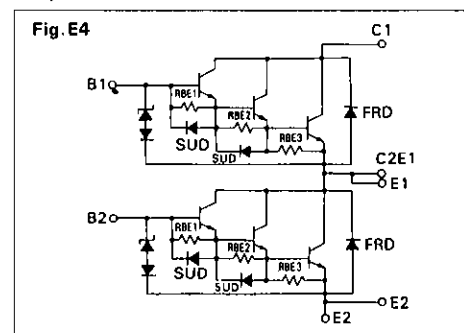 Fig.E4
C1
B1
RBE1
RBE2
RBE3
FRD
SUD
SUD
C2E1
E1
B2
RBE1
RBE2
RBE3
FRD
SUD
SUD
E2
E2